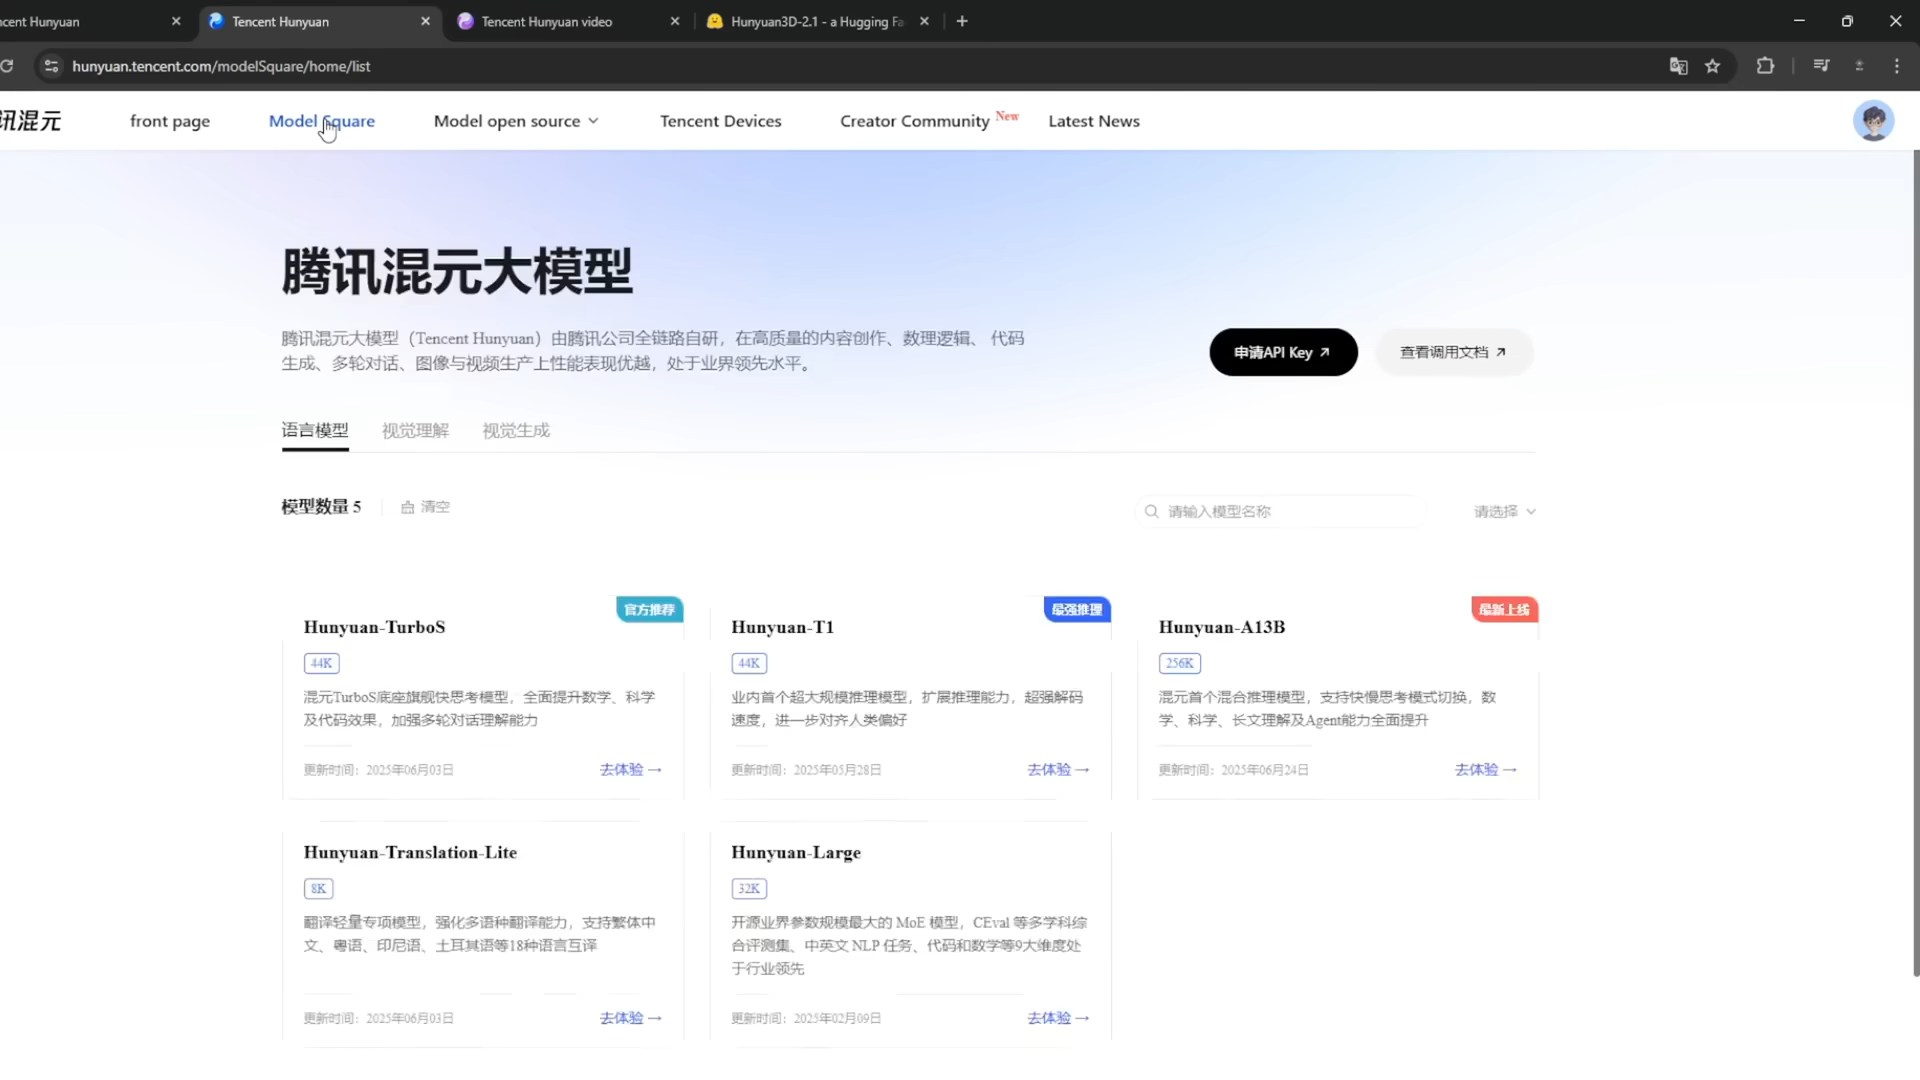 cent Hunyuan
Tencent Hunyuan
Tencent Hunyuan video
Hunyuan3D-2.1 - a Hugging Fa
hunyuan.tencent.com/modelSquare/home/list
讯混元
front page
Model Square
Model open source
Tencent Devices
Creator Community New
Latest News
腾讯混元大模型
腾讯混元大模型（Tencent Hunyuan）由腾讯公司全链路自研，在高质量的内容创作、数理逻辑、代码
生成、多轮对话、图像与视频生产上性能表现优越，处于业界领先水平。
申请API Key
查看调用文档
语言模型
视觉理解
视觉生成
模型数量 5
清空
请输入模型名称
请选择
官方推荐
Hunyuan-TurboS
44K
混元TurboS底座旗舰快思考模型，全面提升数学、科学
及代码效果，加强多轮对话理解能力
更新时间：2025年06月03日
去体验 →
最强推理
Hunyuan-T1
44K
业内首个超大规模推理模型，扩展推理能力，超强解码
速度，进一步对齐人类偏好
更新时间：2025年05月28日
去体验 →
最新上线
Hunyuan-A13B
256K
混元首个混合推理模型，支持快慢思考模式切换，数
学、科学、长文理解及Agent能力全面提升
更新时间：2025年06月24日
去体验 →
Hunyuan-Translation-Lite
8K
翻译轻量专项模型，强化多语种翻译能力，支持繁体中
文、粤语、印尼语、土耳其语等18种语言互译
更新时间：2025年06月03日
去体验 →
Hunyuan-Large
32K
开源业界参数规模最大的 MoE 模型，CEval 等多学科综
合评测集、中英文 NLP 任务、代码和数学等9大维度处
于行业领先
更新时间：2025年02月09日
去体验 →